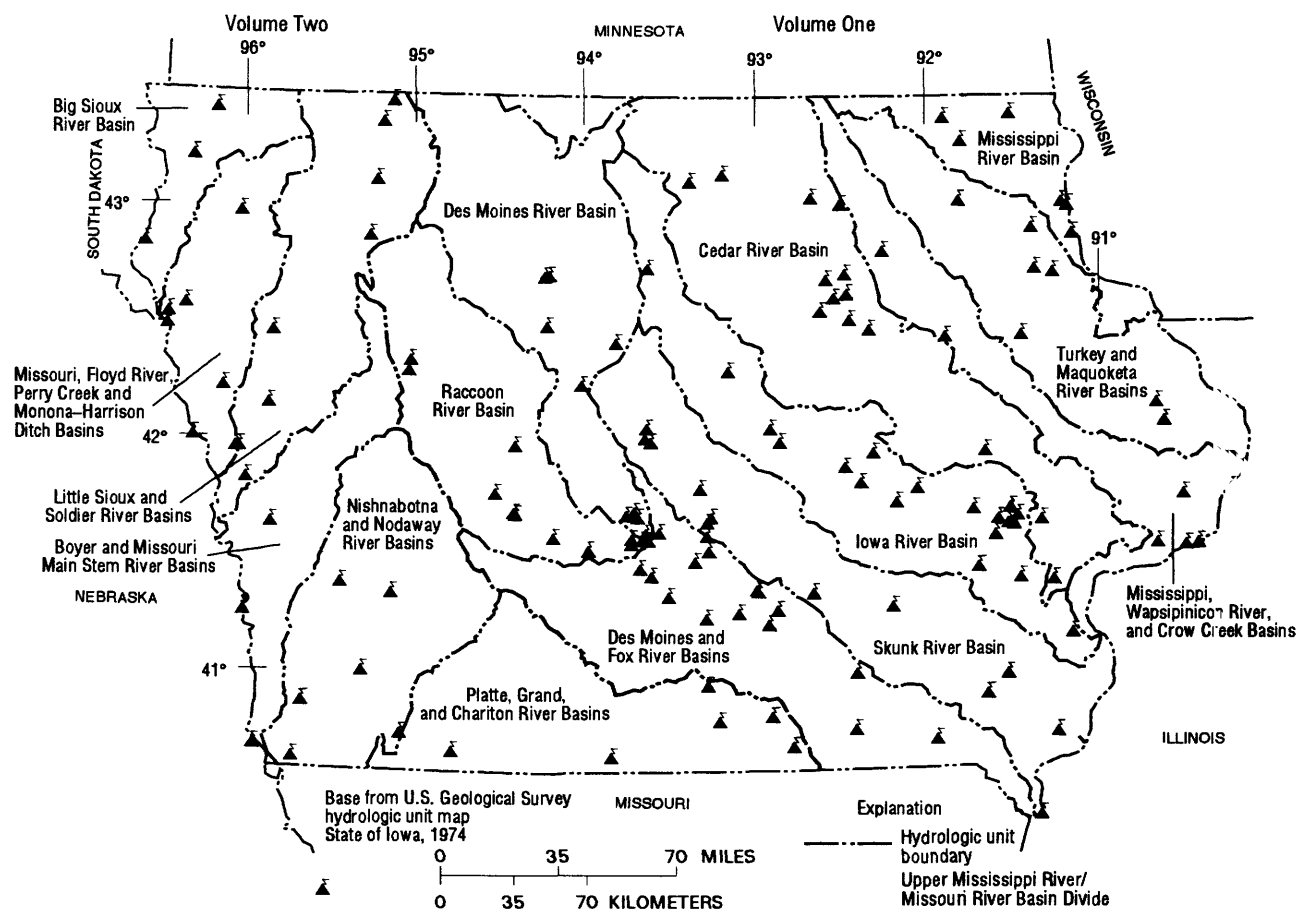 Volume Two
MINNESOTA
Volume One
96°
95°
94°
93°
92°
Big Sioux
River Basin
WISCONSIN
Mississippi
River Basin
SOUTH DAKOTA
43°
Des Moines River Basin
Cedar River Basin
91°
Missouri, Floyd River,
Perry Creek and
Monona–Harrison
Ditch Basins
Turkey and
Maquoketa
River Basins
Raccoon
River Basin
42°
Little Sioux and
Soldier River Basins
Nishnabotna
and Nodaway
River Basins
Boyer and Missouri
Main Stem River Basins
Iowa River Basin
NEBRASKA
Mississippi,
Wapsipinicon River,
and Crow Creek Basins
Des Moines and
Fox River Basins
Skunk River Basin
41°
Platte, Grand,
and Chariton River Basins
ILLINOIS
Base from U.S. Geological Survey
hydrologic unit map
State of Iowa, 1974
MISSOURI
Explanation
Hydrologic unit
boundary
Upper Mississippi River/
Missouri River Basin Divide
0 35 70 MILES
0 35 70 KILOMETERS